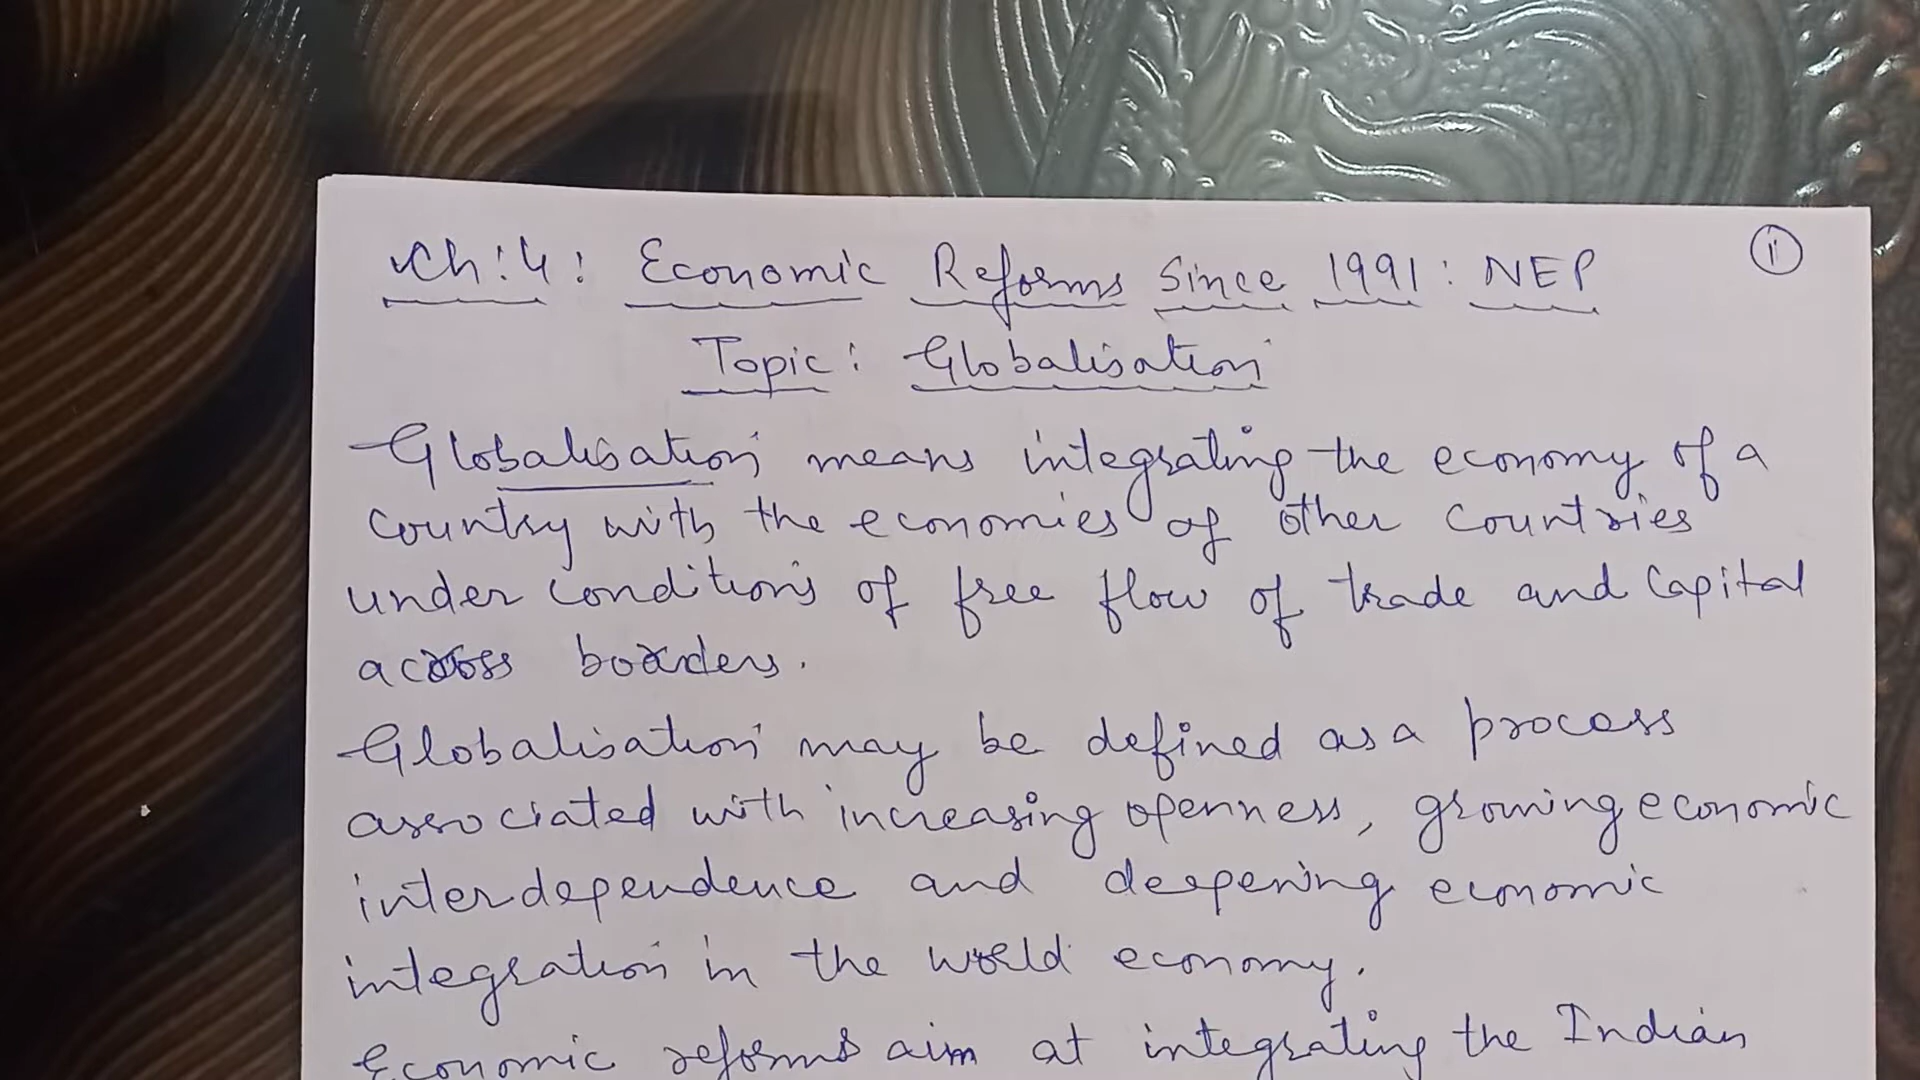 Ch:4: Economic Reforms Since 1991: NEP
1
Topic: Globalisation
Globalisation means integrating the economy of a
country with the economies of other countries
under conditions of free flow of trade and Capital
across boarders.
Globalisation may be defined as a process
associated with increasing openness, growing economic
interdependence and deepening economic
integration in the world economy.
Economic reforms aim at integrating the Indian